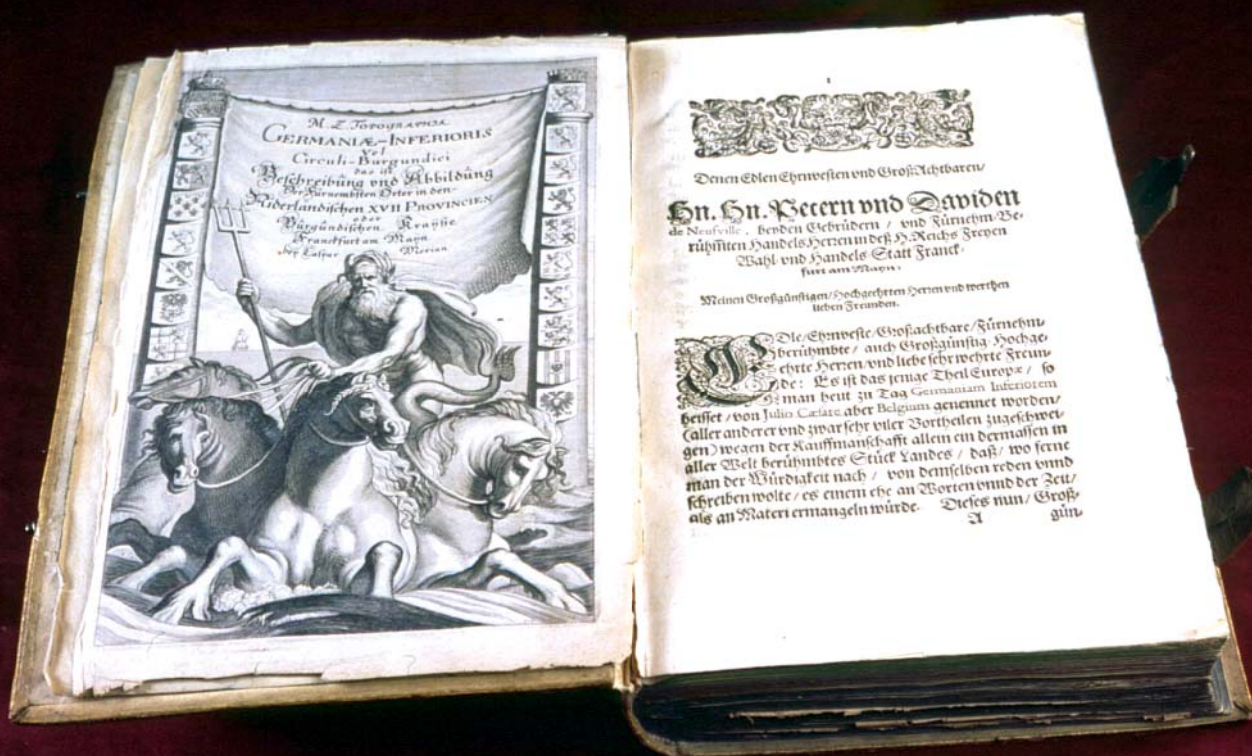 M. Z. TOPOGRAPHIA
GERMANIÆ-INFERIORIS
vel
Circuli-Burgundici
das ist
Beschreibüng vnd Abbildüng
Der Fürnembsten Orter in den
Niderlandischen XVII PROVINCIEN
oder
Bürgündischen Krayße
Franckfurt am Mayn
bey Caspar Merian
Denen Edlen Ehrnvesten vnd GroßAchtbaren/
Hn. Hn. Petern vnd Daviden
de Neufville, beyden Gebrüdern / vnd Fürnehm-Be-
rühmten Handels Herren in deß H. Reichs Freyen
Wahl- vnd Handels-Statt Franck-
furt am Mayn.
Meinen Großgünstigen/Hochgeehrten Herren vnd werthen
lieben Freunden.
EDle/Ehrnveste/Großachtbare/Fürnehm-
berühmbte/ auch Großgünstig-Hochge-
ehrte Herren/vnd liebe sehr wehrte Freun-
de: Es ist das jenige Theil Europæ / so
man heut zu Tag Germaniam Inferiorem
heisset / von Julio Cæsare aber Belgium genennet worden/
(aller anderer vnd zwar sehr viler Vortheilen zugeschwei-
gen) wegen der Kauffmanschafft allein ein dermassen in
aller Welt berühmbtes Stück Landes / daß/ wo ferne
man der Würdigkeit nach / von demselben reden vnnd
schreiben wolte / es einem ehe an Worten vnnd der Zeit/
als an Materi ermangeln würde. Dieses nun/ Groß-
A gün-